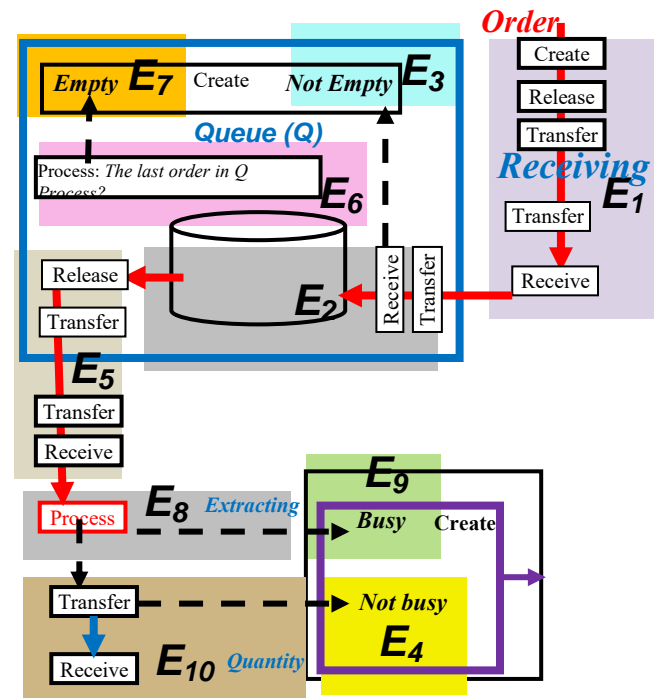 Order
Empty E7 Create Not Empty E3
Create
Release
Queue (Q)
Transfer
Process: The last order in Q
Process?
Receiving
E6
E1
Transfer
Release
Receive
Transfer
Receive
E2
Transfer
E5
Transfer
Receive
E9
Process
E8 Extracting
Busy Create
Transfer
Not busy
E4
Receive
E10 Quantity